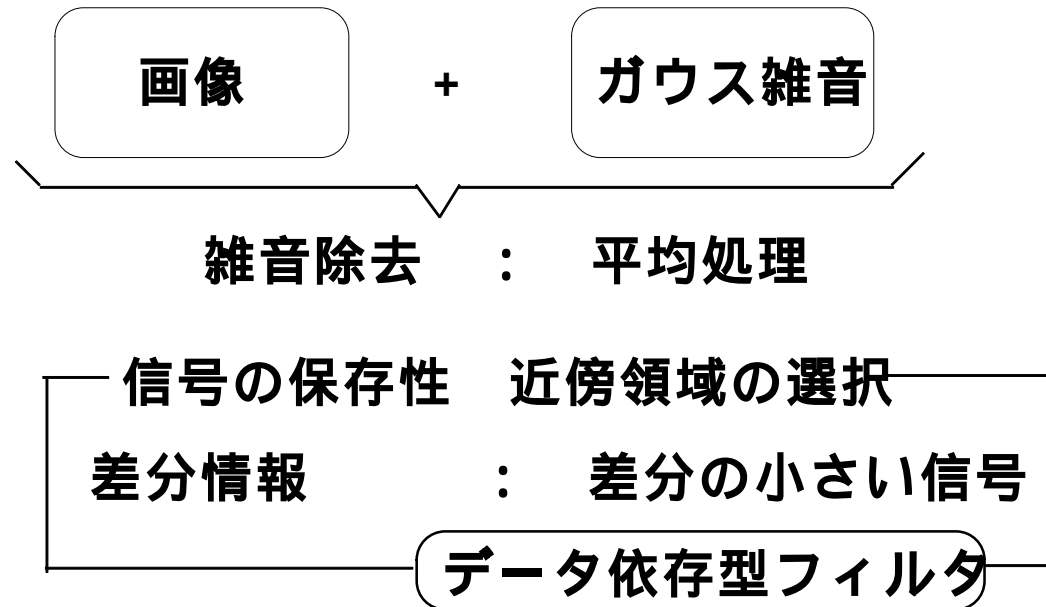 画像 + ガウス雑音
雑音除去 : 平均処理
信号の保存性 近傍領域の選択
差分情報 : 差分の小さい信号
データ依存型フィルタ